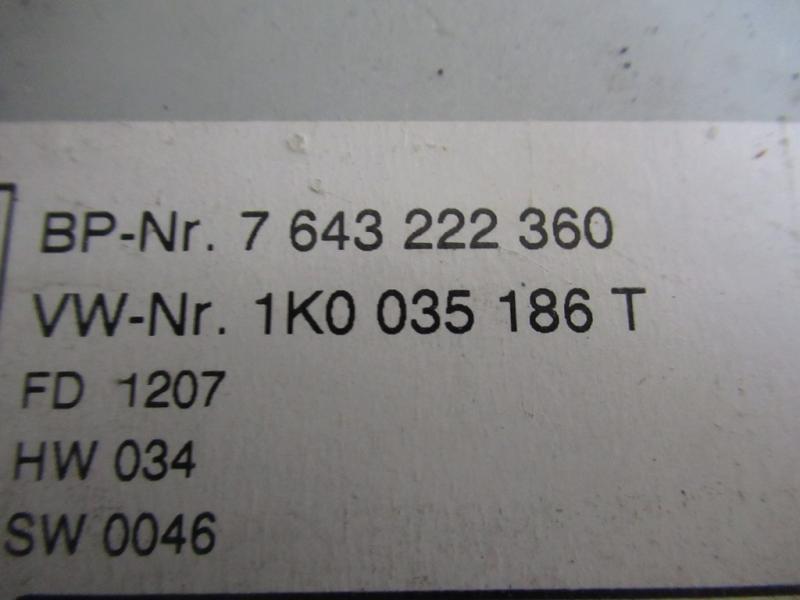 BP-Nr. 7 643 222 360
VW-Nr. 1K0 035 186 T
FD 1207
HW 034
SW 0046